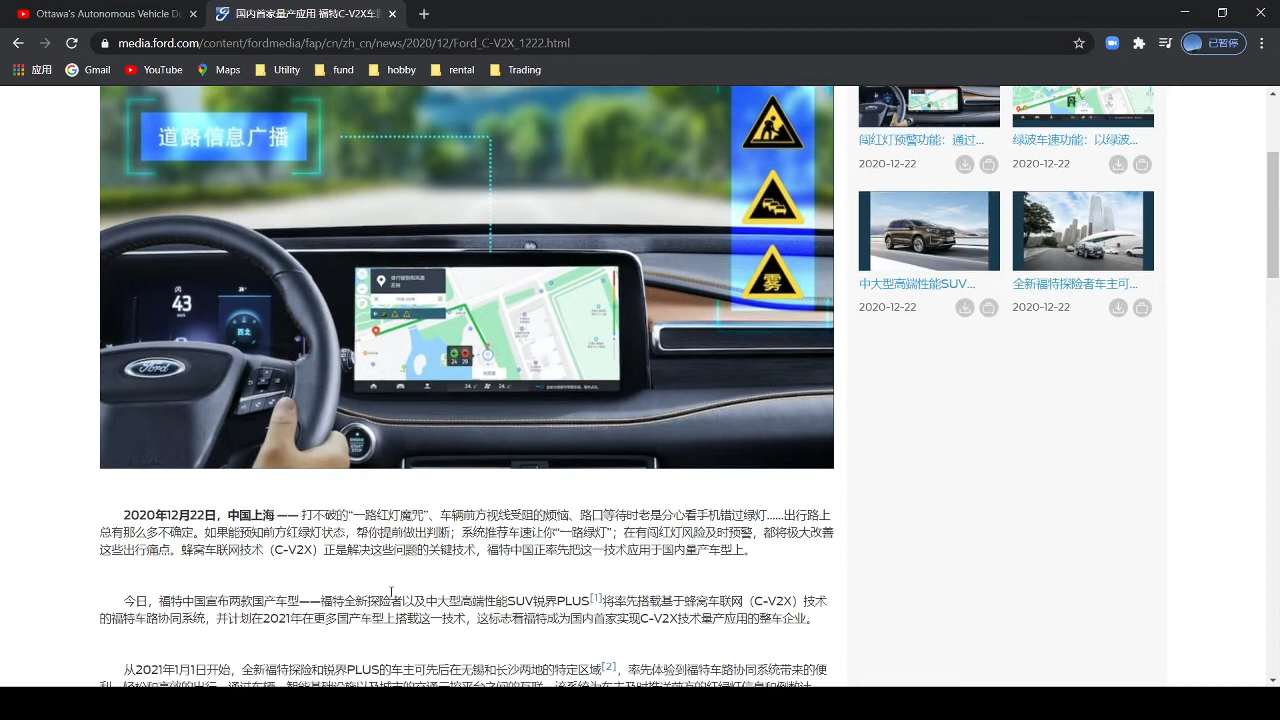 Ottawa's Autonomous Vehicle De
国内首家量产应用 福特C-V2X车
media.ford.com/content/fordmedia/fap/cn/zh_cn/news/2020/12/Ford_C-V2X_1222.html
已暂停
应用 Gmail YouTube Maps Utility fund hobby rental Trading
道路信息广播
雾
43
西北
Ford
24 29
ENGINE START STOP
闯红灯预警功能：通过...
2020-12-22
绿波车速功能：以绿波...
2020-12-22
中大型高端性能SUV...
2020-12-22
全新福特探险者车主可...
2020-12-22
2020年12月22日，中国上海 —— 打不破的“一路红灯魔咒”、车辆前方视线受阻的烦恼、路口等待时老是分心看手机错过绿灯......出行路上
总有那么多不确定。如果能预知前方红绿灯状态，帮你提前做出判断；系统推荐车速让你“一路绿灯”；在有闯红灯风险及时预警，都将极大改善
这些出行痛点。蜂窝车联网技术（C-V2X）正是解决这些问题的关键技术，福特中国正率先把这一技术应用于国内量产车型上。
今日，福特中国宣布两款国产车型——福特全新探险者以及中大型高端性能SUV锐界PLUS[1]将率先搭载基于蜂窝车联网（C-V2X）技术
的福特车路协同系统，并计划在2021年在更多国产车型上搭载这一技术，这标志着福特成为国内首家实现C-V2X技术量产应用的整车企业。
从2021年1月1日开始，全新福特探险和锐界PLUS的车主可先后在无锡和长沙两地的特定区域[2]，率先体验到福特车路协同系统带来的便